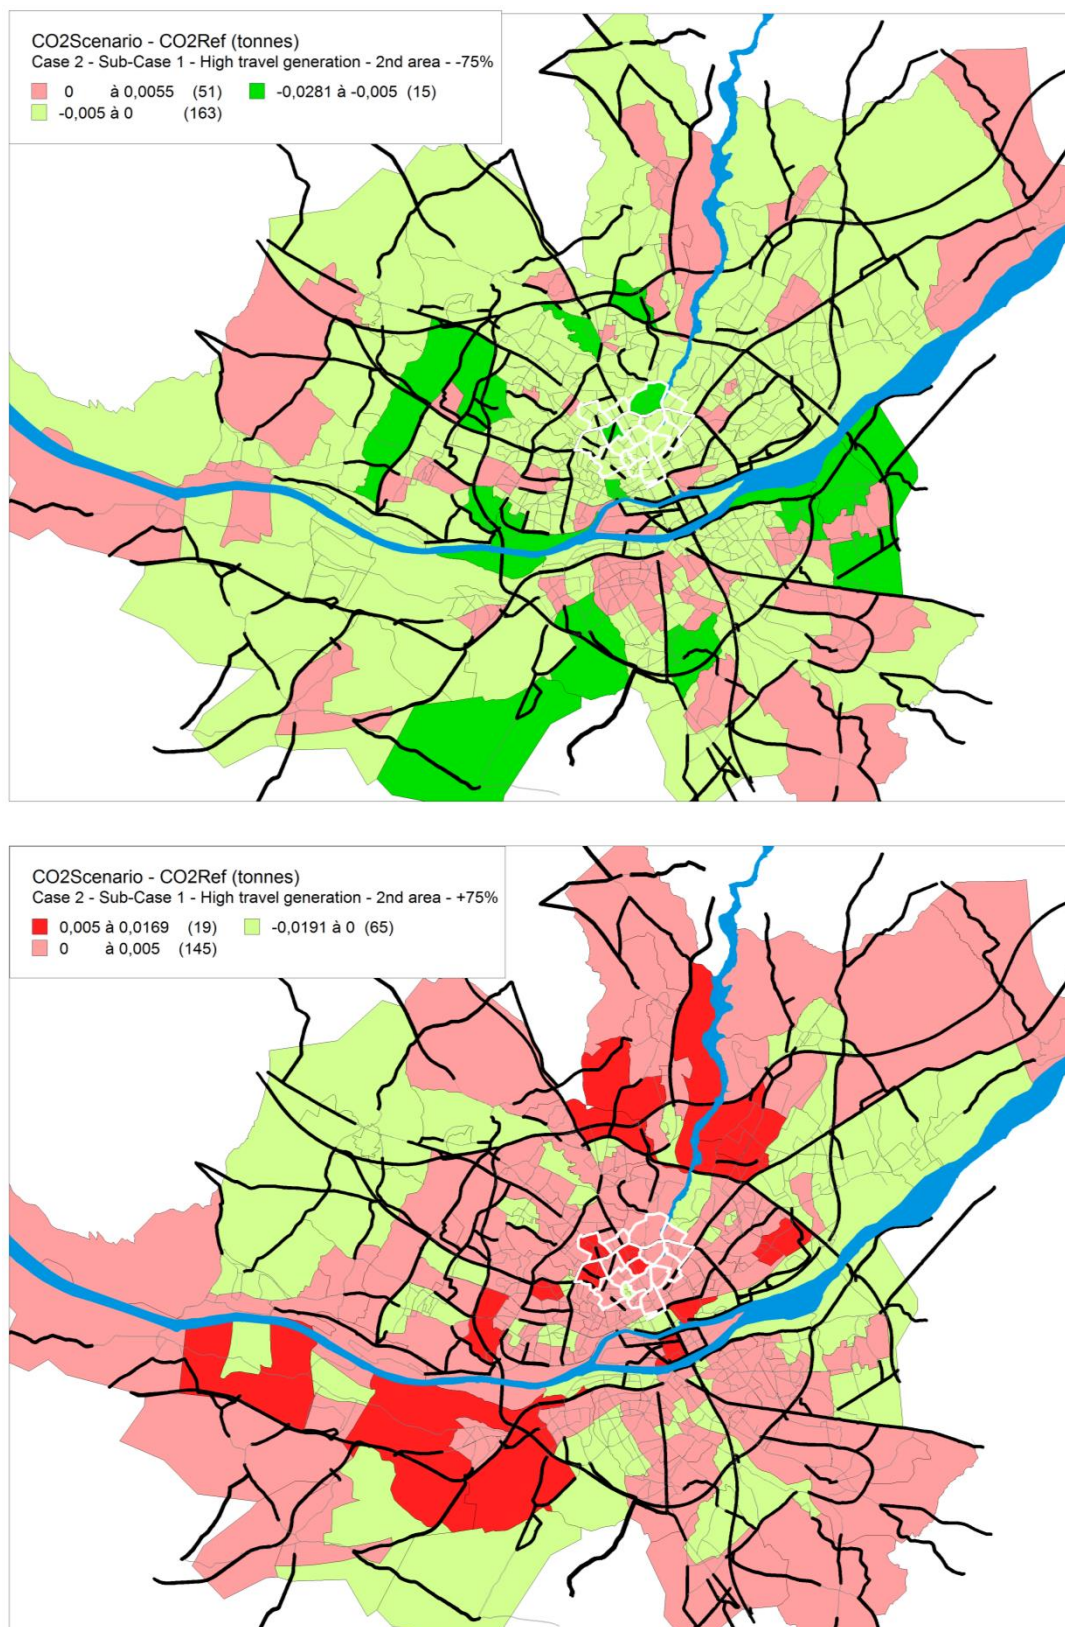 CO2Scenario - CO2Ref (tonnes)
Case 2 - Sub-Case 1 - High travel generation - 2nd area - -75%
0 à 0,0055 (51) -0,0281 à -0,005 (15)
-0,005 à 0 (163)
CO2Scenario - CO2Ref (tonnes)
Case 2 - Sub-Case 1 - High travel generation - 2nd area - +75%
0,005 à 0,0169 (19) -0,0191 à 0 (65)
0 à 0,005 (145)